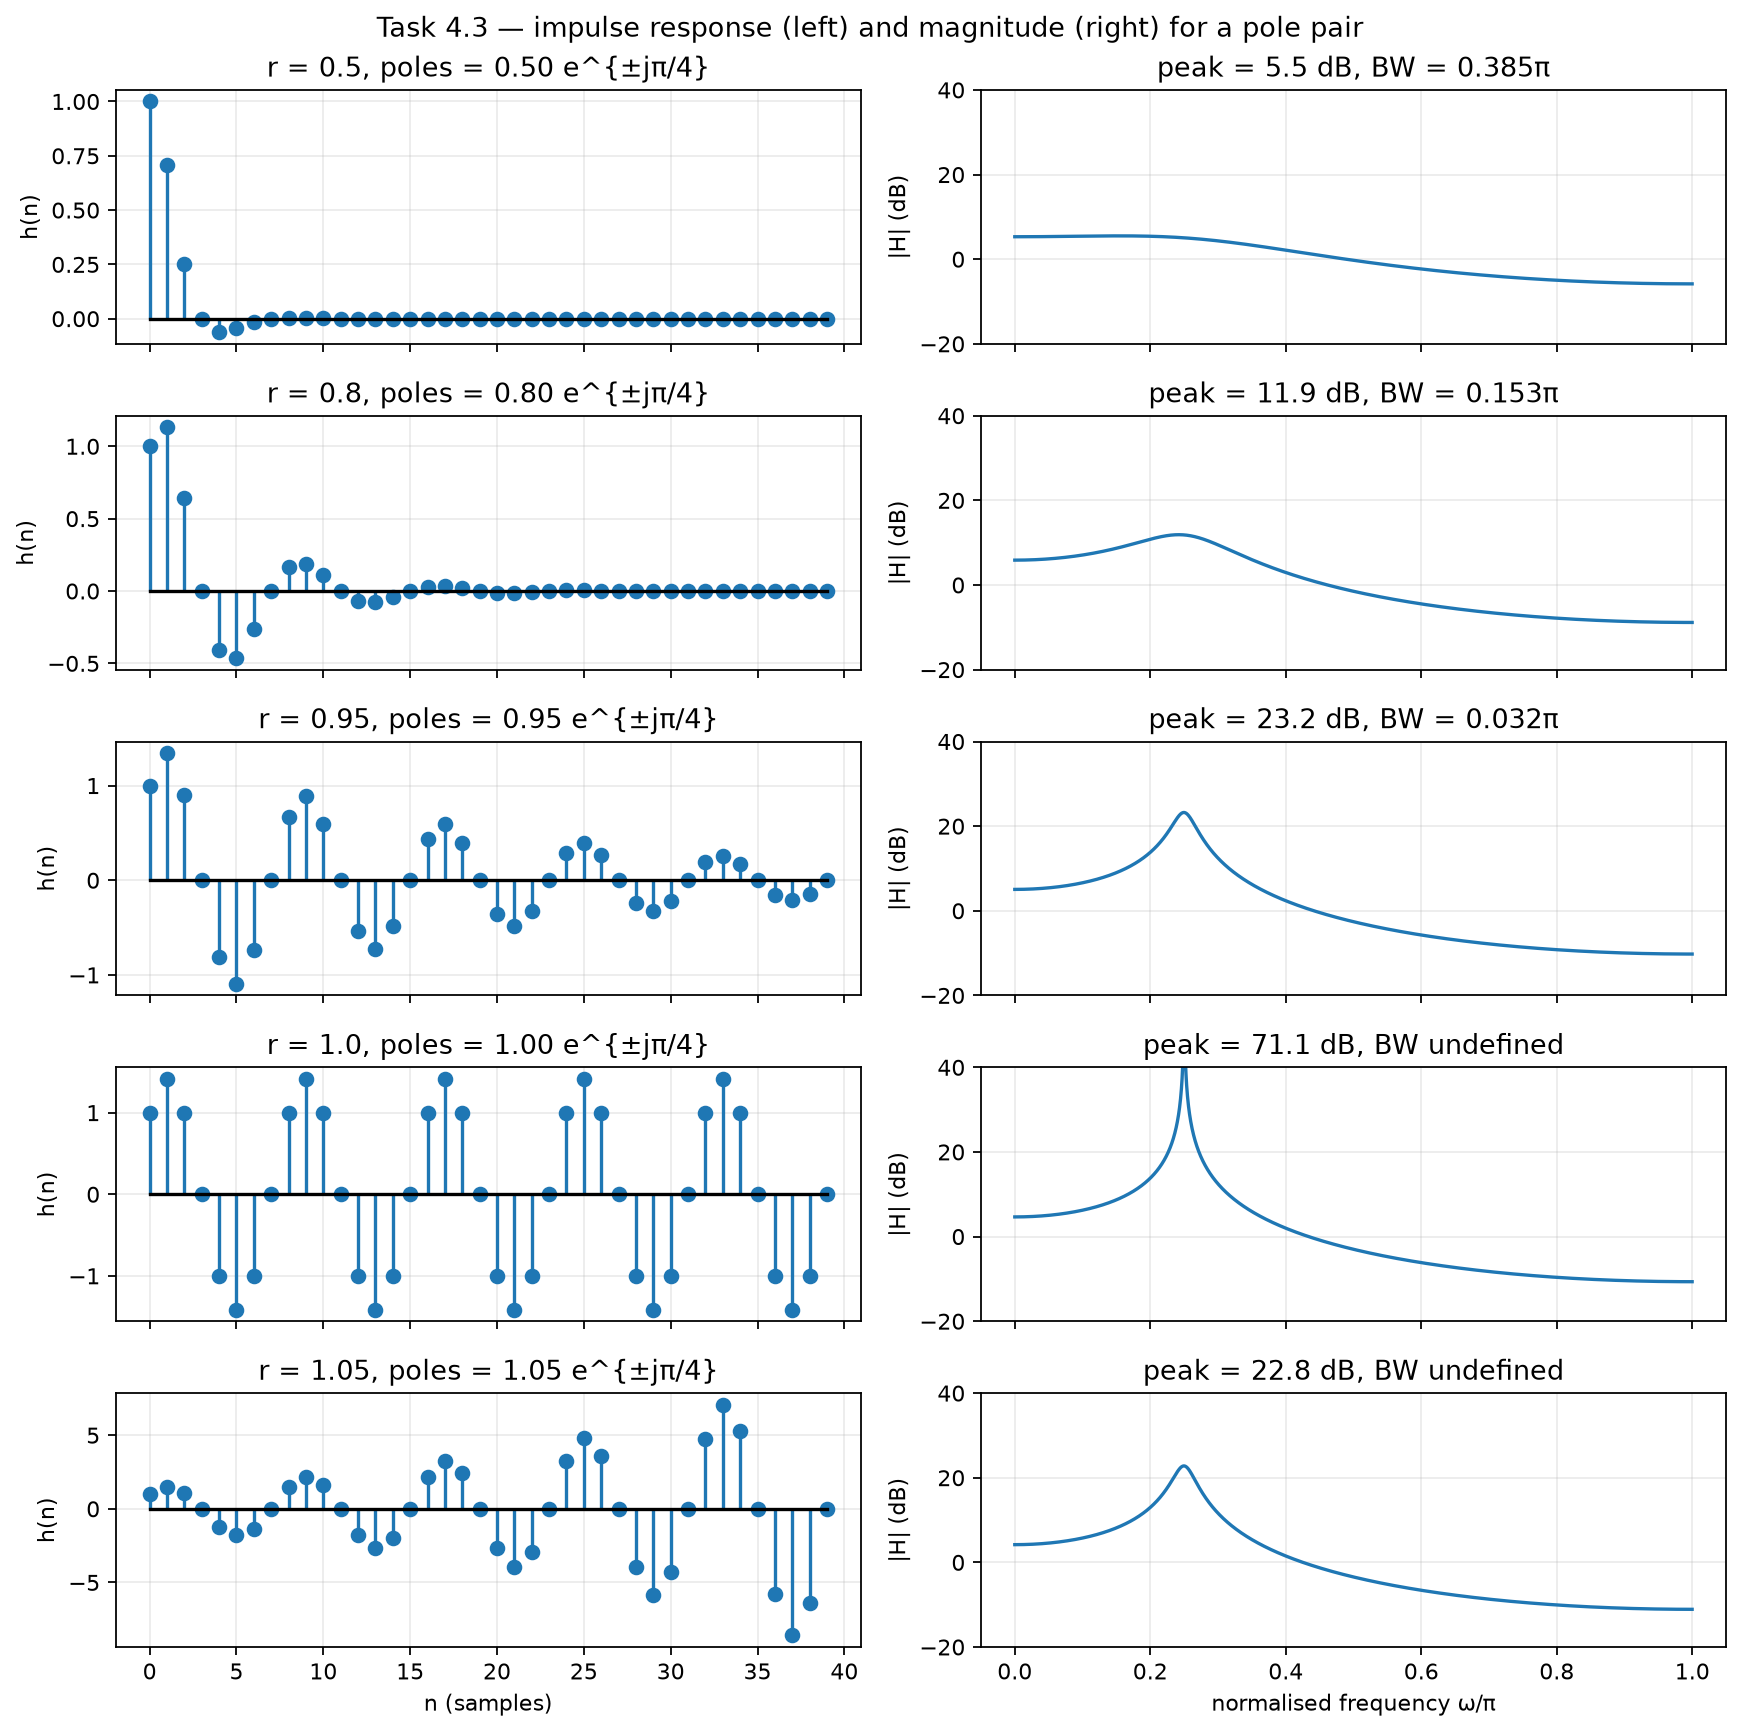 Task 4.3 — impulse response (left) and magnitude (right) for a pole pair
r = 0.5, poles = 0.50 e^{±jπ/4}
1.00
0.75
0.50
0.25
0.00
h(n)
peak = 5.5 dB, BW = 0.385π
40
20
0
−20
|H| (dB)
r = 0.8, poles = 0.80 e^{±jπ/4}
1.0
0.5
0.0
−0.5
h(n)
peak = 11.9 dB, BW = 0.153π
40
20
0
−20
|H| (dB)
r = 0.95, poles = 0.95 e^{±jπ/4}
1
0
−1
h(n)
peak = 23.2 dB, BW = 0.032π
40
20
0
−20
|H| (dB)
r = 1.0, poles = 1.00 e^{±jπ/4}
1
0
−1
h(n)
peak = 71.1 dB, BW undefined
40
20
0
−20
|H| (dB)
r = 1.05, poles = 1.05 e^{±jπ/4}
5
0
−5
h(n)
0 5 10 15 20 25 30 35 40
n (samples)
peak = 22.8 dB, BW undefined
40
20
0
−20
|H| (dB)
0.0 0.2 0.4 0.6 0.8 1.0
normalised frequency ω/π